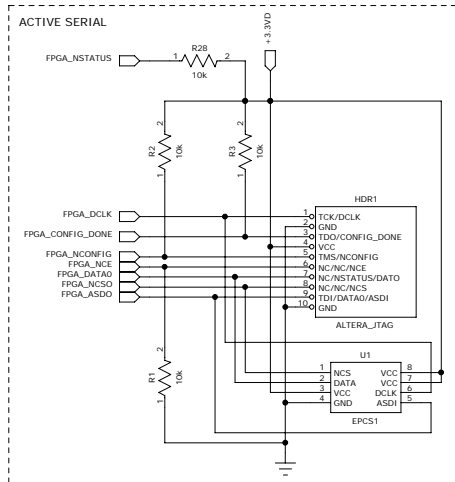 ACTIVE SERIAL
+3.3VD
R28
FPGA_NSTATUS
1 2
10k
2 2
R2 10k
R3 10k
1 1
HDR1
FPGA_DCLK
1 TCK/DCLK
2 GND
FPGA_CONFIG_DONE
3 TDO/CONFIG_DONE
4 VCC
FPGA_NCONFIG
5 TMS/NCONFIG
FPGA_NCE
6 NC/NC/NCE
FPGA_DATA0
7 NC/NSTATUS/DATO
FPGA_NCSO
8 NC/NC/NCS
FPGA_ASDO
9 TDI/DATA0/ASDI
10 GND
ALTERA_JTAG
U1
2
R1 10k
1
1 NCS VCC 8
2 DATA VCC 7
3 VCC DCLK 6
4 GND ASDI 5
EPCS1